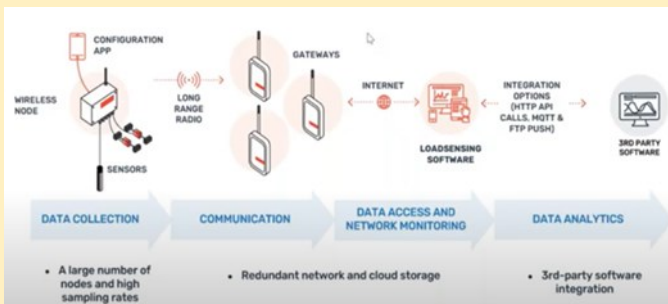 CONFIGURATION
APP
GATEWAYS
WIRELESS
NODE
LONG
RANGE
RADIO
INTERNET
INTEGRATION
OPTIONS
(HTTP API
CALLS, MQTT &
FTP PUSH)
LOADSENSING
SOFTWARE
3RD PARTY
SOFTWARE
SENSORS
DATA COLLECTION
COMMUNICATION
DATA ACCESS AND
NETWORK MONITORING
DATA ANALYTICS
• A large number of
nodes and high
sampling rates
• Redundant network and cloud storage
• 3rd-party software
integration